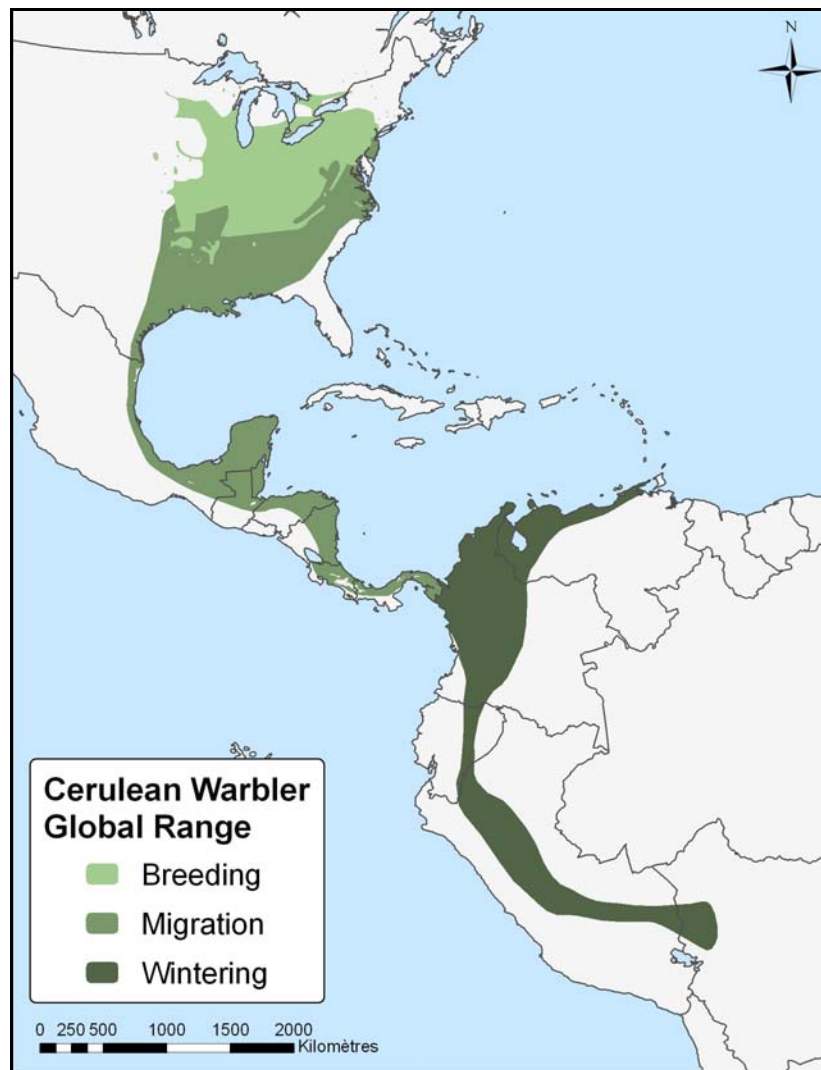 N
Cerulean Warbler
Global Range
Breeding
Migration
Wintering
0 250 500 1000 1500 2000
Kilomètres